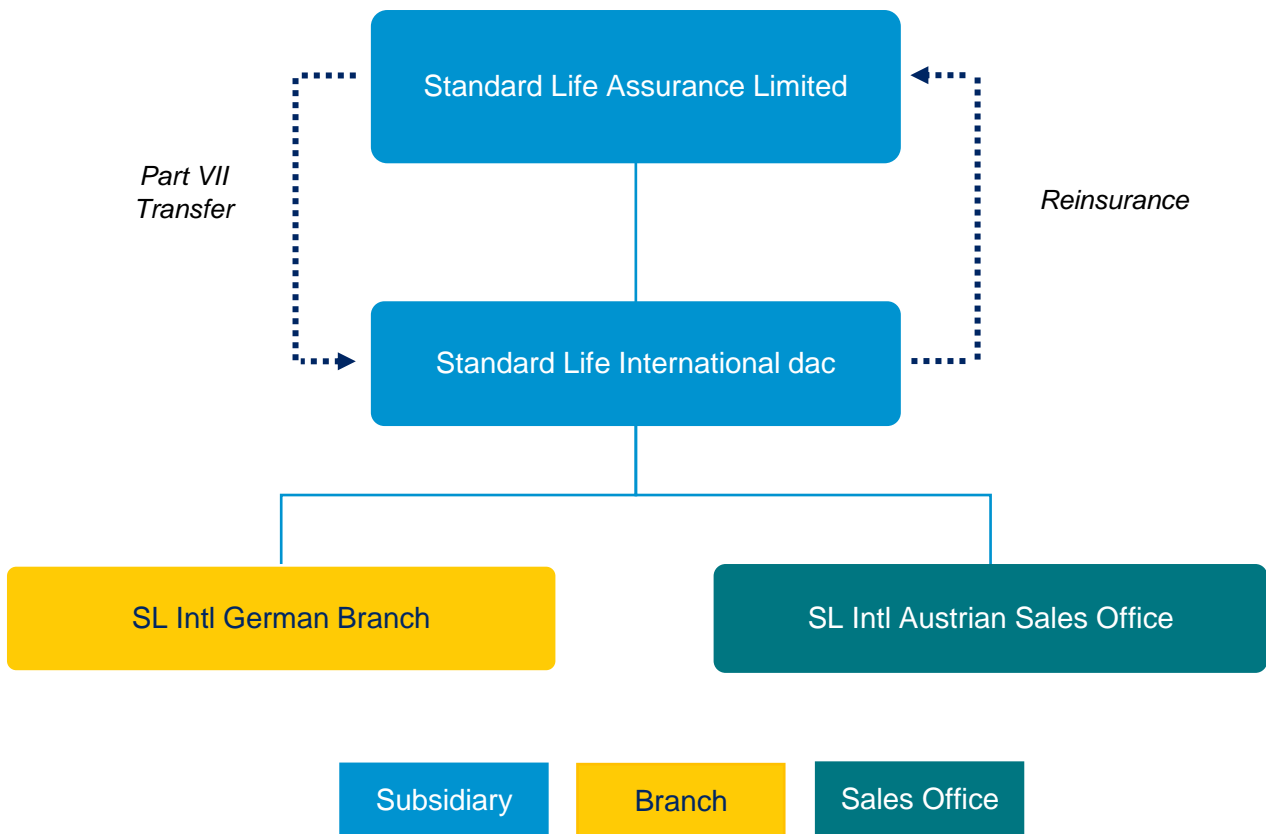 Standard Life Assurance Limited
Part VII
Transfer
Reinsurance
Standard Life International dac
SL Intl German Branch
SL Intl Austrian Sales Office
Subsidiary
Branch
Sales Office